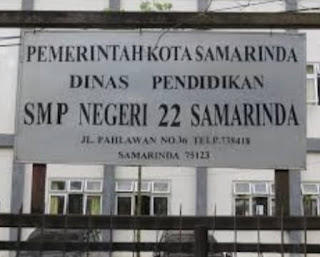 PEMERINTAH KOTA SAMARINDA
DINAS PENDIDIKAN
SMP NEGERI 22 SAMARINDA
JL. PAHLAWAN NO.36 TELP.738418
SAMARINDA 75123